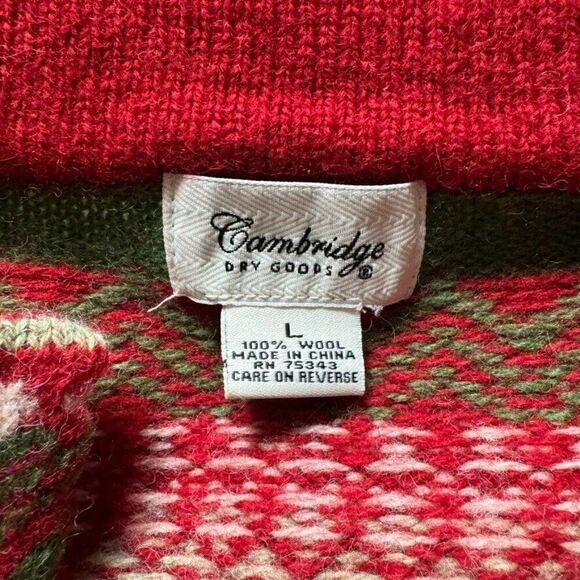 Cambridge
DRY GOODS ®
L
100% WOOL
MADE IN CHINA
RN 75343
CARE ON REVERSE